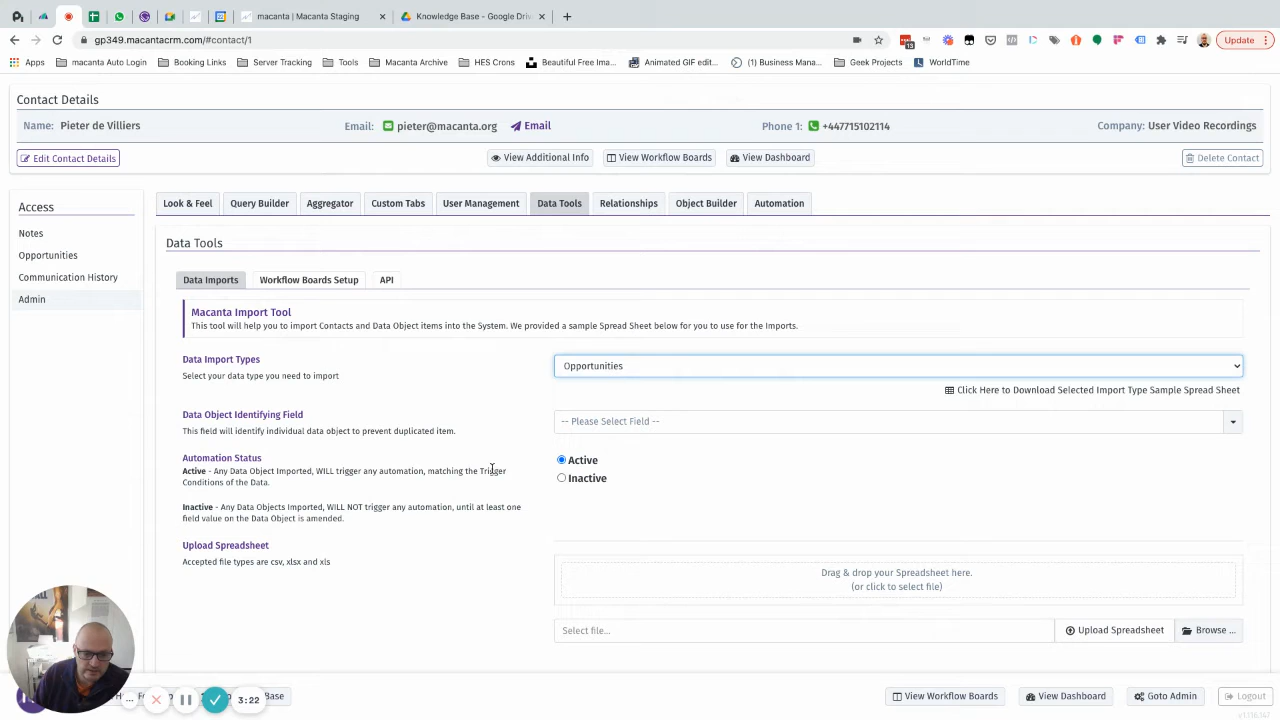 macanta | Macanta Staging
Knowledge Base - Google Dri
gp349.macantacrm.com/#contact/1
13
Update
Apps
macanta Auto Login
Booking Links
Server Tracking
Tools
Macanta Archive
HES Crons
Beautiful Free Ima...
Animated GIF edit...
(1) Business Mana...
Geek Projects
WorldTime
Contact Details
Name: Pieter de Villiers
Email: pieter@macanta.org
Email
Phone 1: +447715102114
Company: User Video Recordings
Edit Contact Details
View Additional Info
View Workflow Boards
View Dashboard
Delete Contact
Access
Notes
Opportunities
Communication History
Admin
Look & Feel
Query Builder
Aggregator
Custom Tabs
User Management
Data Tools
Relationships
Object Builder
Automation
Data Tools
Data Imports
Workflow Boards Setup
API
Macanta Import Tool
This tool will help you to import Contacts and Data Object items into the System. We provided a sample Spread Sheet below for you to use for the Imports.
Data Import Types
Select your data type you need to import
Opportunities
Click Here to Download Selected Import Type Sample Spread Sheet
Data Object Identifying Field
This field will identify individual data object to prevent duplicated item.
-- Please Select Field --
Automation Status
Active - Any Data Object Imported, WILL trigger any automation, matching the Trigger
Conditions of the Data.
Inactive - Any Data Objects Imported, WILL NOT trigger any automation, until at least one
field value on the Data Object is amended.
Active
Inactive
Upload Spreadsheet
Accepted file types are csv, xlsx and xls
Drag & drop your Spreadsheet here.
(or click to select file)
Select file...
Upload Spreadsheet
Browse ...
3:22
Base
View Workflow Boards
View Dashboard
Goto Admin
Logout